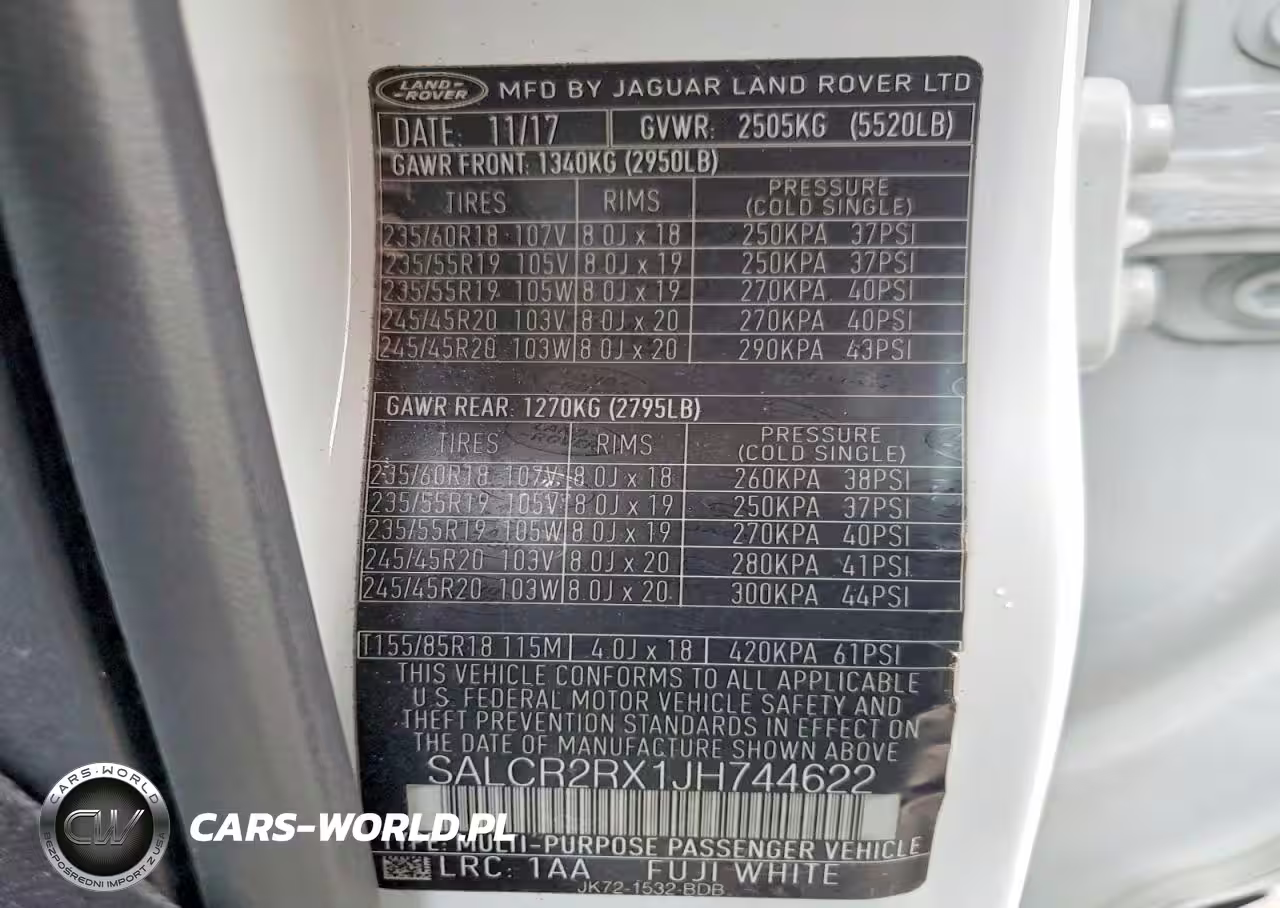 LAND ROVER MFD BY JAGUAR LAND ROVER LTD
DATE: 11/17 GVWR: 2505KG (5520LB)
GAWR FRONT: 1340KG (2950LB)
TIRES RIMS PRESSURE (COLD SINGLE)
235/60R18 107V 8.0J x 18 250KPA 37PSI
235/55R19 105V 8.0J x 19 250KPA 37PSI
235/55R19 105W 8.0J x 19 270KPA 40PSI
245/45R20 103V 8.0J x 20 270KPA 40PSI
245/45R20 103W 8.0J x 20 290KPA 43PSI
GAWR REAR: 1270KG (2795LB)
TIRES RIMS PRESSURE (COLD SINGLE)
235/60R18 107V 8.0J x 18 260KPA 38PSI
235/55R19 105V 8.0J x 19 250KPA 37PSI
235/55R19 105W 8.0J x 19 270KPA 40PSI
245/45R20 103V 8.0J x 20 280KPA 41PSI
245/45R20 103W 8.0J x 20 300KPA 44PSI
T155/85R18 115M 4.0J x 18 420KPA 61PSI
THIS VEHICLE CONFORMS TO ALL APPLICABLE
U.S. FEDERAL MOTOR VEHICLE SAFETY AND
THEFT PREVENTION STANDARDS IN EFFECT ON
THE DATE OF MANUFACTURE SHOWN ABOVE
SALCR2RX1JH744622
TYPE: MULTI-PURPOSE PASSENGER VEHICLE
LRC: 1AA FUJI WHITE
JK72-1532-BDB
CARS-WORLD
CW
BEZPOŚREDNI IMPORT Z USA
CARS-WORLD.PL